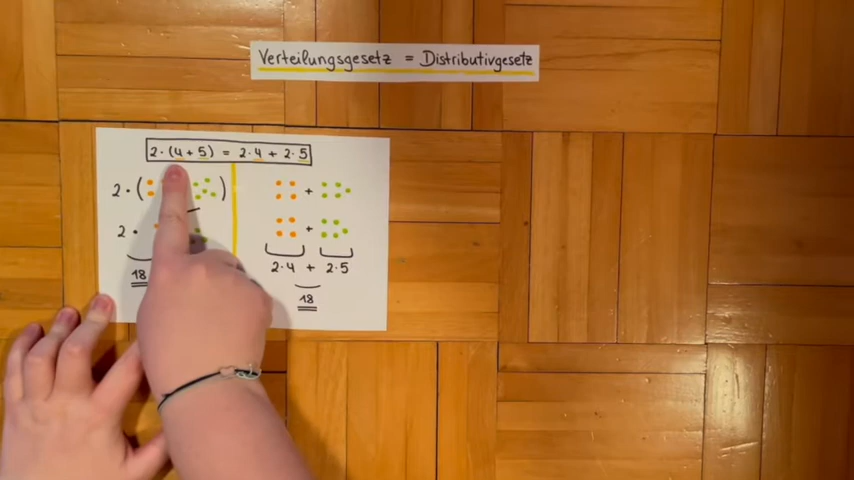 Verteilungsgesetz = Distributivgesetz
2·(4+5) = 2·4 + 2·5
2·( )
+
2·
+
2·4 + 2·5
18
18